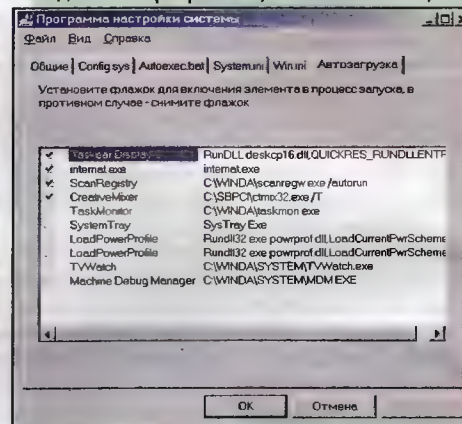 Программа настройки системы
Файл Вид Справка
Общие Config.sys Autoexec.bat System.ini Win.ini Автозагрузка
Установите флажок для включения элемента в процесс запуска, в
противном случае - снимите флажок
Taskbar Display RunDLL deskcp16.dll,QUICKRES_RUNDLLENTF
internat.exe internat.exe
ScanRegistry C:\WINDA\scanregw.exe /autorun
CreativeMixer C:\SBPCI\ctmix32.exe /T
TaskMonitor C:\WINDA\taskmon.exe
SystemTray SysTray.Exe
LoadPowerProfile Rundll32.exe powrprof.dll,LoadCurrentPwrScheme
LoadPowerProfile Rundll32.exe powrprof.dll,LoadCurrentPwrScheme
TVWatch C:\WINDA\SYSTEM\TVWatch.exe
Machine Debug Manager C:\WINDA\SYSTEM\MDM.EXE
OK Отмена